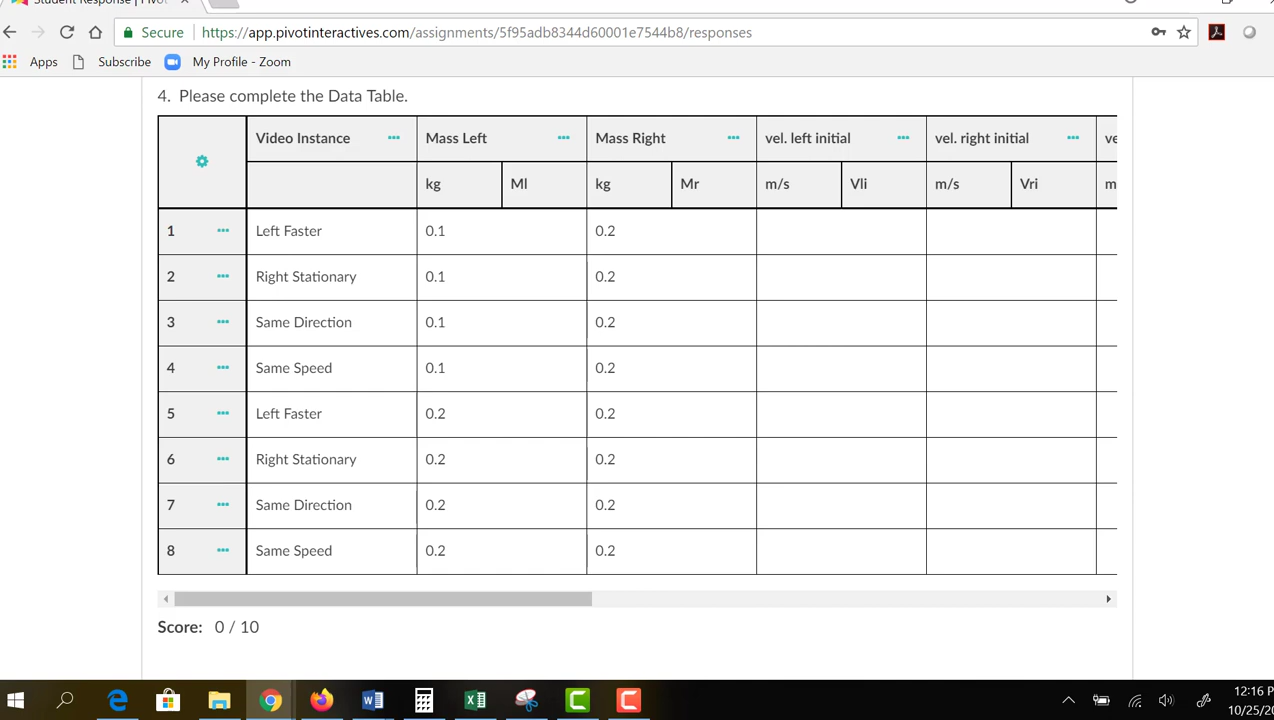 Student Response | Pivot
Secure https://app.pivotinteractives.com/assignments/5f95adb8344d60001e7544b8/responses
Apps Subscribe My Profile - Zoom
4. Please complete the Data Table.
Video Instance Mass Left Mass Right vel. left initial vel. right initial ve
kg Ml kg Mr m/s Vli m/s Vri m
1 Left Faster 0.1 0.2
2 Right Stationary 0.1 0.2
3 Same Direction 0.1 0.2
4 Same Speed 0.1 0.2
5 Left Faster 0.2 0.2
6 Right Stationary 0.2 0.2
7 Same Direction 0.2 0.2
8 Same Speed 0.2 0.2
Score: 0 / 10
12:16 P
10/25/20